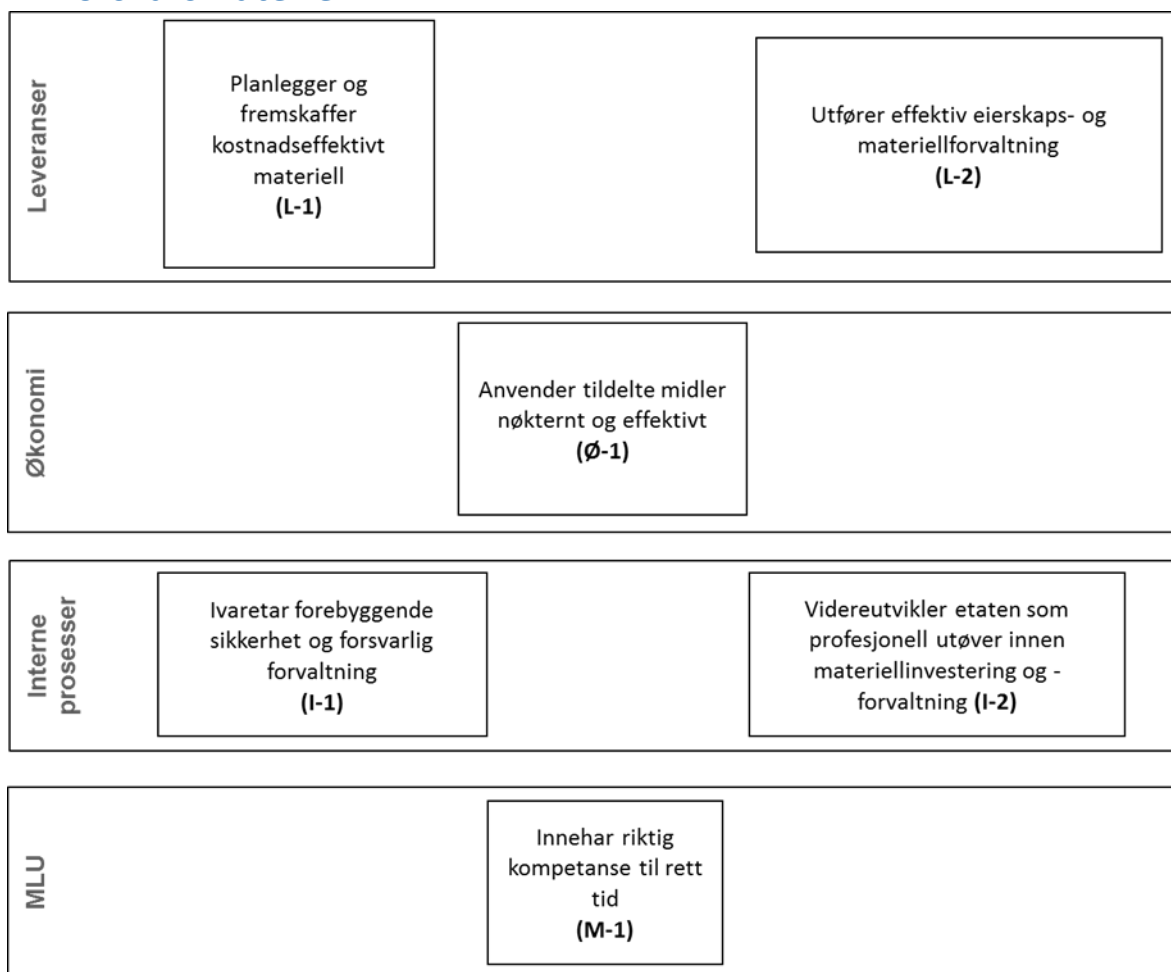 Leveranser
Planlegger og
fremskaffer
kostnadseffektivt
materiell
(L-1)
Utfører effektiv eierskaps- og
materiellforvaltning
(L-2)
Økonomi
Anvender tildelte midler
nøkternt og effektivt
(Ø-1)
Interne
prosesser
Ivaretar forebyggende
sikkerhet og forsvarlig
forvaltning
(I-1)
Videreutvikler etaten som
profesjonell utøver innen
materiellinvestering og -
forvaltning (I-2)
MLU
Innehar riktig
kompetanse til rett
tid
(M-1)